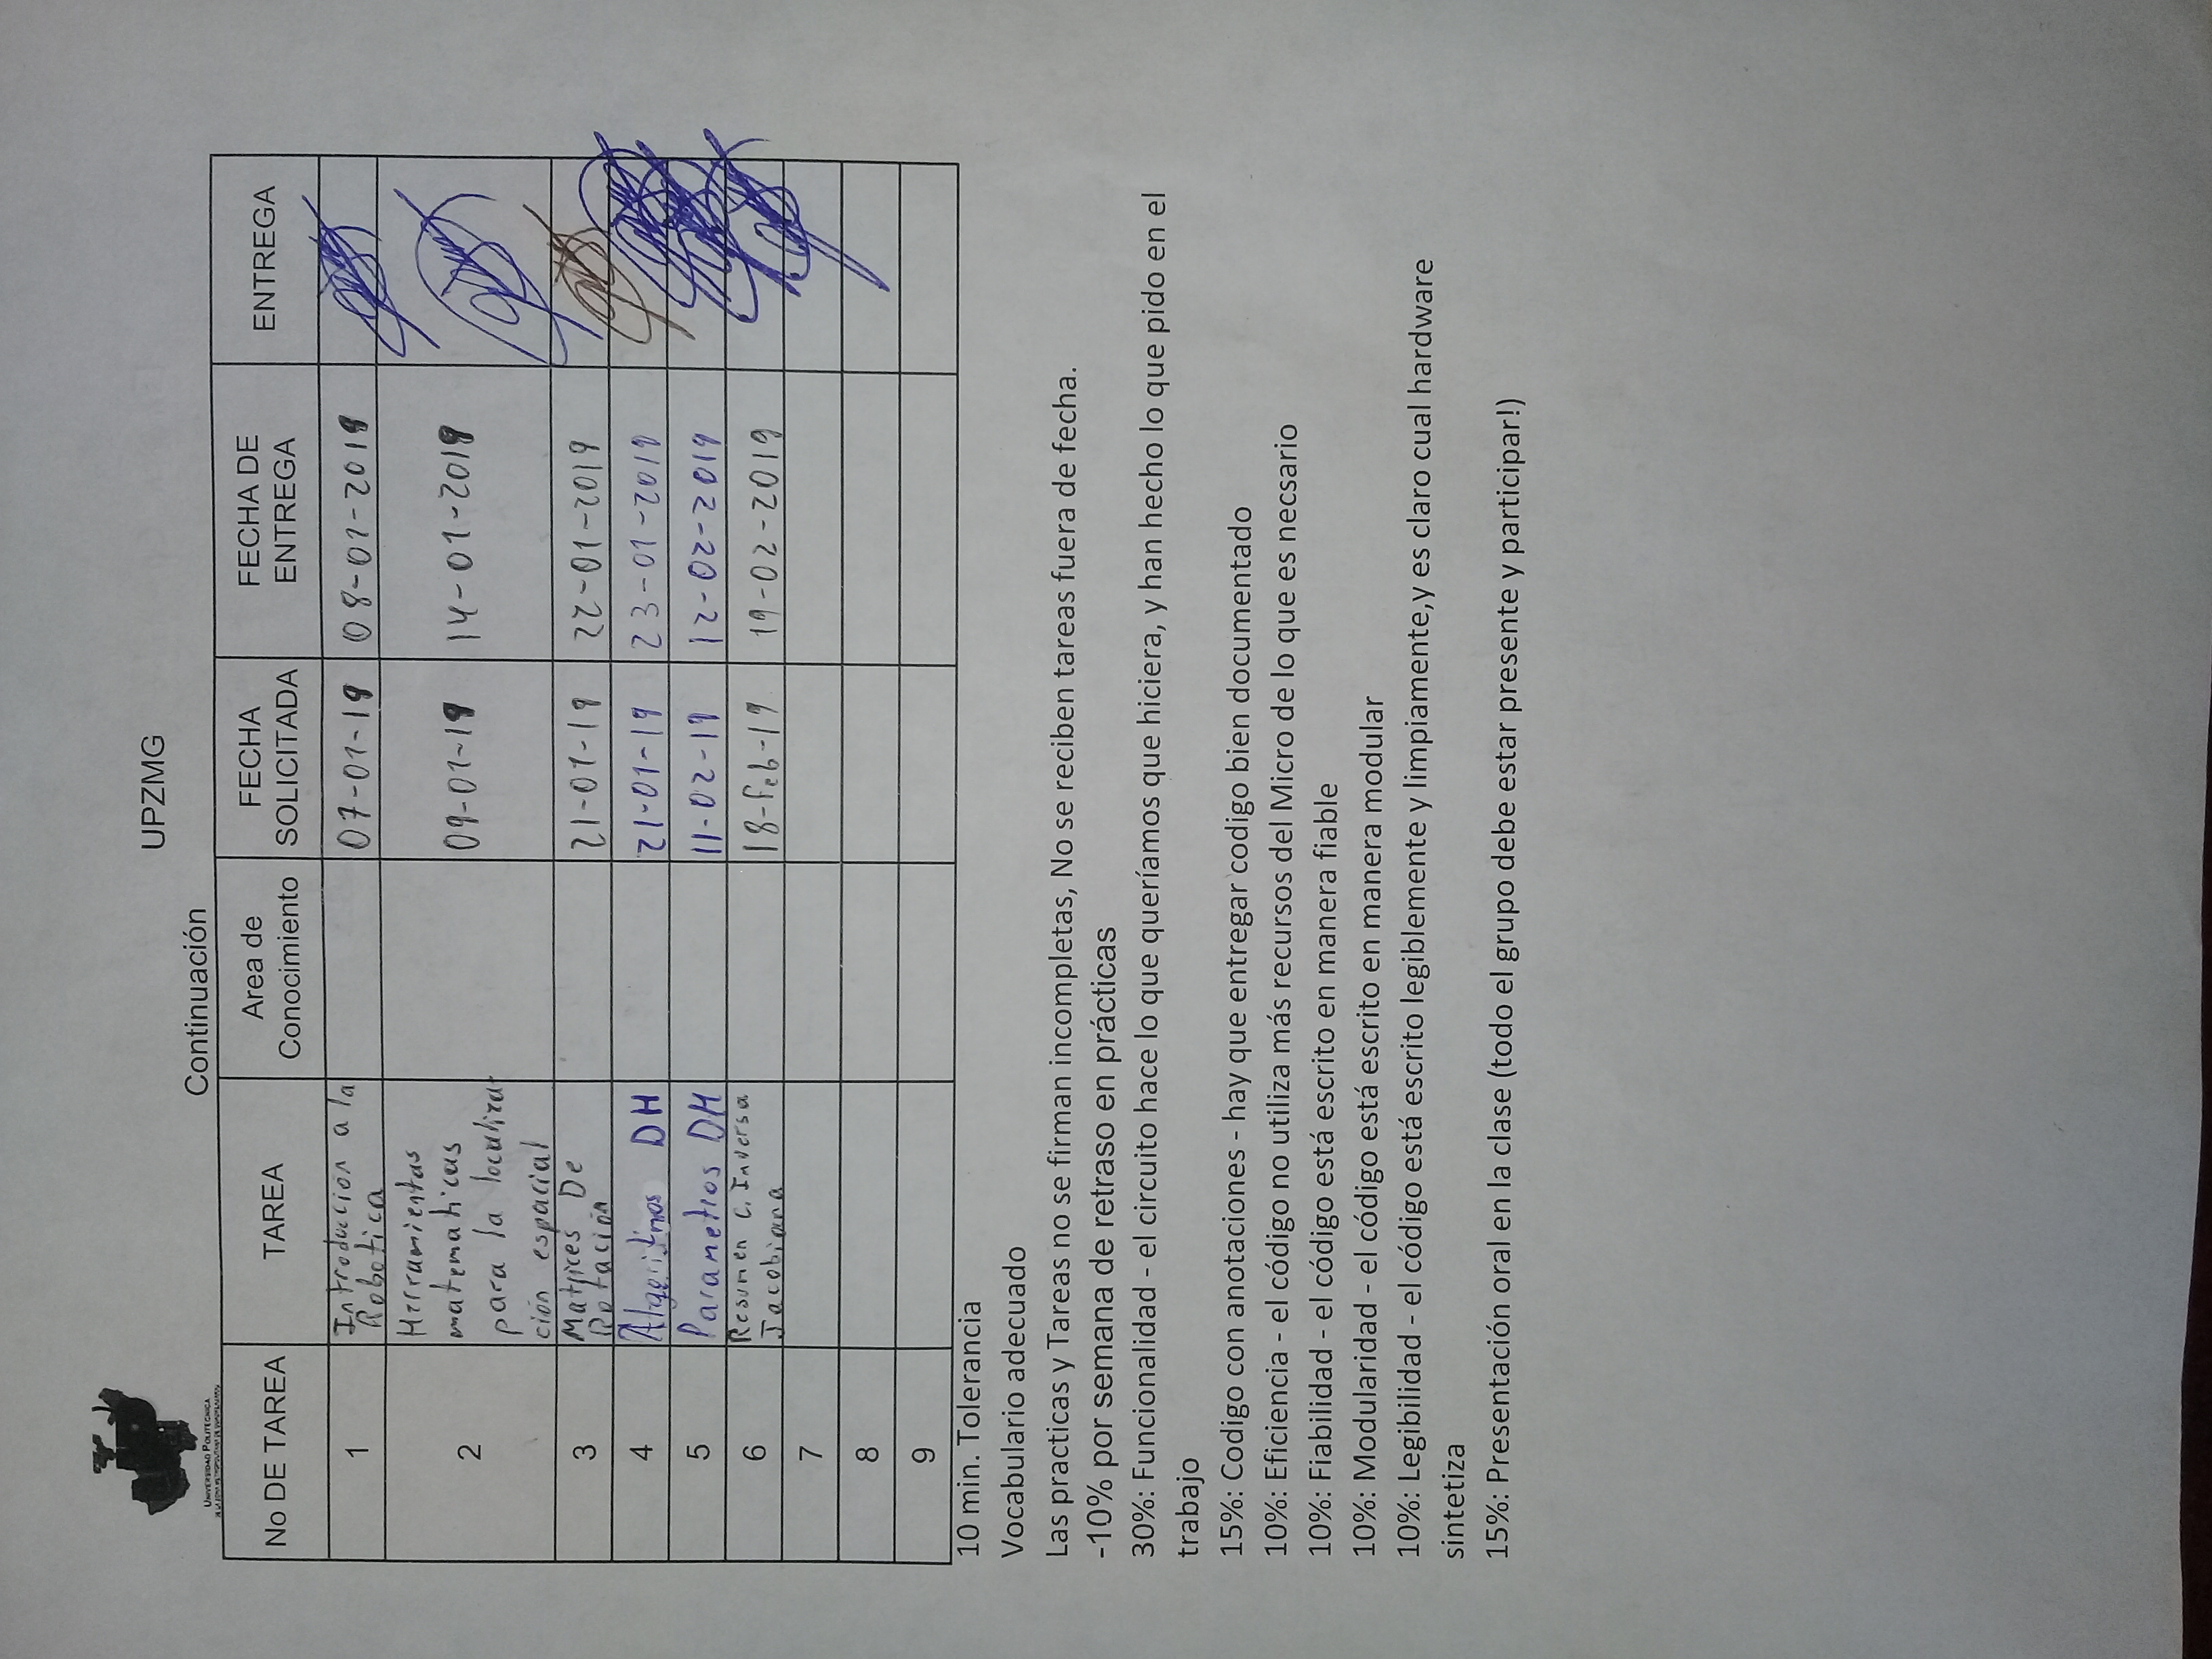 UNIVERSIDAD POLITECNICA
DE LA ZONA METROPOLITANA DE GUADALAJARA
UPZMG
Continuación
No DE TAREA TAREA Area de Conocimiento FECHA SOLICITADA FECHA DE ENTREGA ENTREGA
1 Introducción a la Robotica 07-01-19 08-01-2019
2 Herramientas matematicas para la localiza- ción espacial 09-01-19 14-01-2019
3 Matrices De Rotación 21-01-19 22-01-2019
4 Algoritmos DH 21-01-19 23-01-2019
5 Parametros DH 11-02-19 12-02-2019
6 Resumen C. Inversa Jacobiana 18-feb-19 19-02-2019
7
8
9
10 min. Tolerancia
Vocabulario adecuado
Las practicas y Tareas no se firman incompletas, No se reciben tareas fuera de fecha.
-10% por semana de retraso en prácticas
30%: Funcionalidad - el circuito hace lo que queríamos que hiciera, y han hecho lo que pido en el
trabajo
15%: Codigo con anotaciones - hay que entregar codigo bien documentado
10%: Eficiencia - el código no utiliza más recursos del Micro de lo que es necsario
10%: Fiabilidad - el código está escrito en manera fiable
10%: Modularidad - el código está escrito en manera modular
10%: Legibilidad - el código está escrito legiblemente y limpiamente,y es claro cual hardware
sintetiza
15%: Presentación oral en la clase (todo el grupo debe estar presente y participar!)